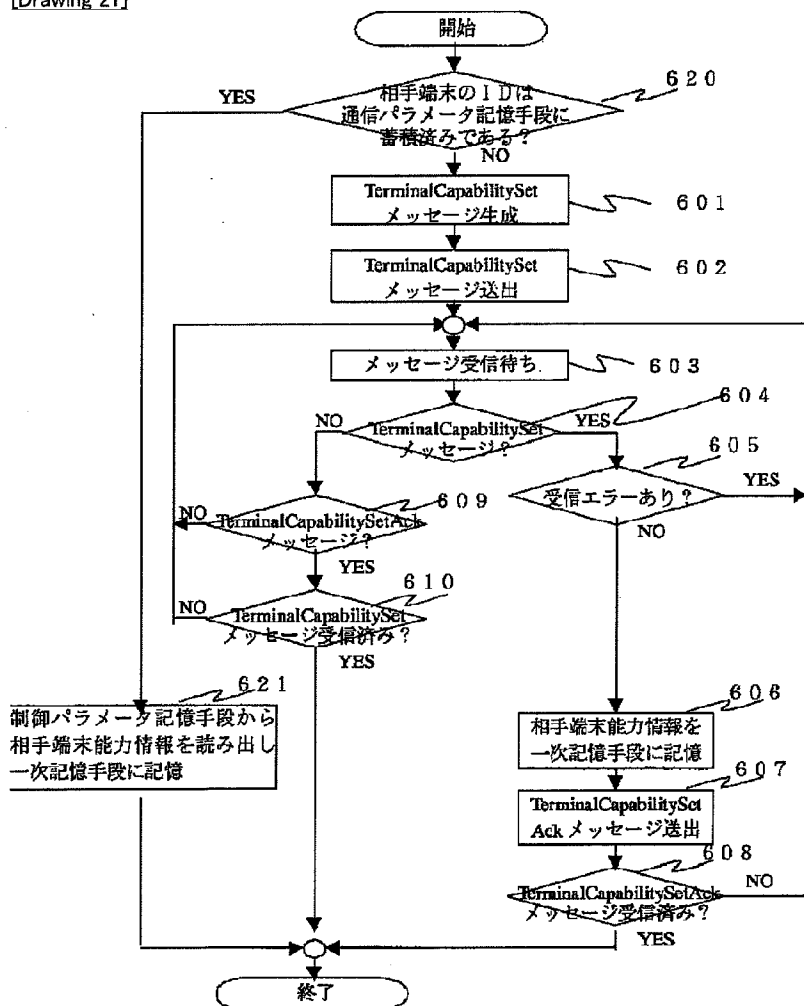 [Drawing 21]
開始
相手端末のIDは
通信パラメータ記憶手段に
蓄積済みである?
620
YES
NO
TerminalCapabilitySet
メッセージ生成
601
TerminalCapabilitySet
メッセージ送出
602
メッセージ受信待ち
603
604
NO
TerminalCapabilitySet
メッセージ?
YES
605
受信エラーあり?
YES
NO
609
NO
TerminalCapabilitySetAck
メッセージ?
YES
610
NO
TerminalCapabilitySet
メッセージ受信済み?
YES
621
制御パラメータ記憶手段から
相手端末能力情報を読み出し
一次記憶手段に記憶
606
相手端末能力情報を
一次記憶手段に記憶
607
TerminalCapabilitySet
Ackメッセージ送出
608
TerminalCapabilitySetAck
メッセージ受信済み?
NO
YES
終了